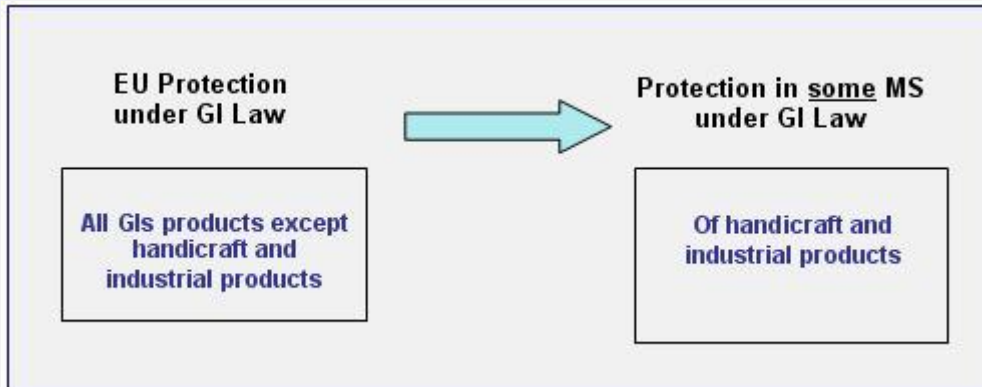 EU Protection
under GI Law
Protection in some MS
under GI Law
All GIs products except
handicraft and
industrial products
Of handicraft and
industrial products